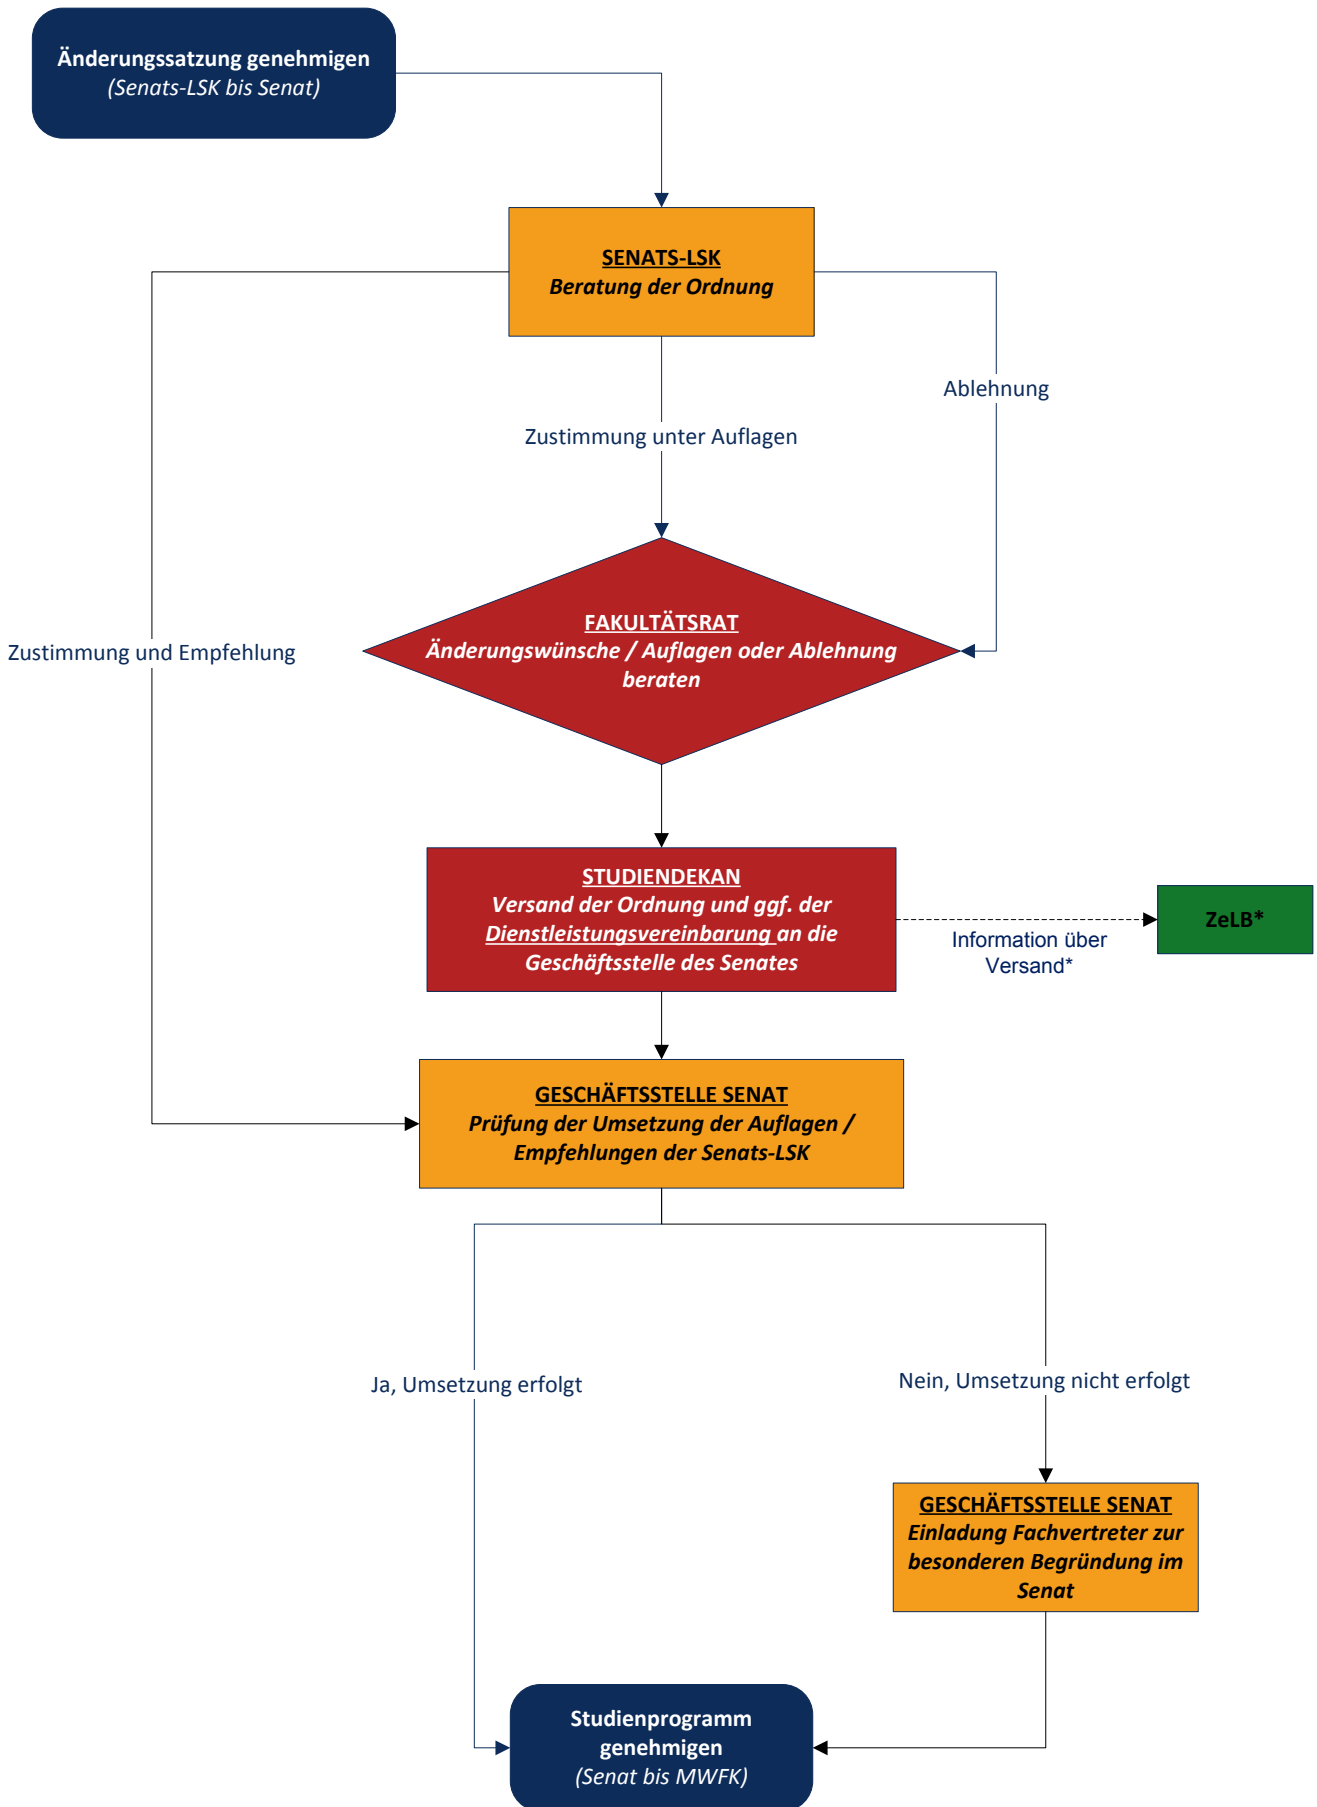 Änderungssatzung genehmigen
(Senats-LSK bis Senat)
SENATS-LSK
Beratung der Ordnung
Ablehnung
Zustimmung unter Auflagen
FAKULTÄTSRAT
Änderungswünsche / Auflagen oder Ablehnung
beraten
Zustimmung und Empfehlung
STUDIENDEKAN
Versand der Ordnung und ggf. der
Dienstleistungsvereinbarung an die
Geschäftsstelle des Senates
Information über
Versand*
ZeLB*
GESCHÄFTSSTELLE SENAT
Prüfung der Umsetzung der Auflagen /
Empfehlungen der Senats-LSK
Ja, Umsetzung erfolgt
Nein, Umsetzung nicht erfolgt
GESCHÄFTSSTELLE SENAT
Einladung Fachvertreter zur
besonderen Begründung im
Senat
Studienprogramm
genehmigen
(Senat bis MWFK)